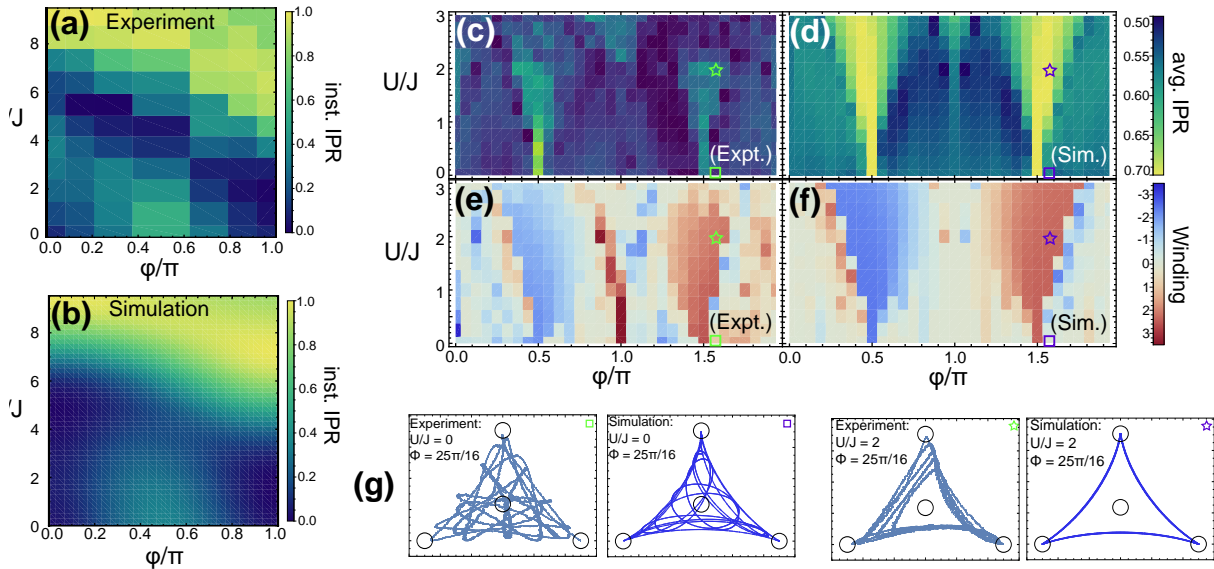 (a) Experiment
8
6
/J
4
2
0
0.0 0.2 0.4 0.6 0.8 1.0
φ/π
1.0
0.8
0.6
0.4
0.2
0.0
inst. IPR
(b) Simulation
8
6
/J
4
2
0
0.0 0.2 0.4 0.6 0.8 1.0
φ/π
1.0
0.8
0.6
0.4
0.2
0.0
inst. IPR
(c)
(Expt.)
3
2
U/J
1
0
(d)
(Sim.)
0.50
0.55
0.60
0.65
0.70
avg. IPR
(e)
(Expt.)
3
2
U/J
1
0
0.0 0.5 1.0 1.5
φ/π
(f)
(Sim.)
0.5 1.0 1.5
φ/π
-3
-2
-1
0
1
2
3
Winding
(g)
Experiment:
U/J = 0
Φ = 25π/16
Simulation:
U/J = 0
Φ = 25π/16
Experiment:
U/J = 2
Φ = 25π/16
Simulation:
U/J = 2
Φ = 25π/16